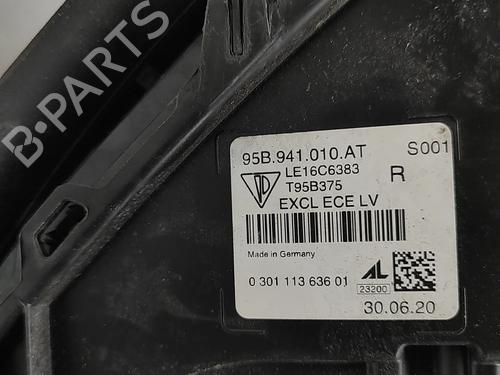 B-PARTS
95B.941.010.AT S001
LE16C6383
T95B375 R
EXCL ECE LV
Made in Germany
0 301 113 636 01
AL
23200
30.06.20